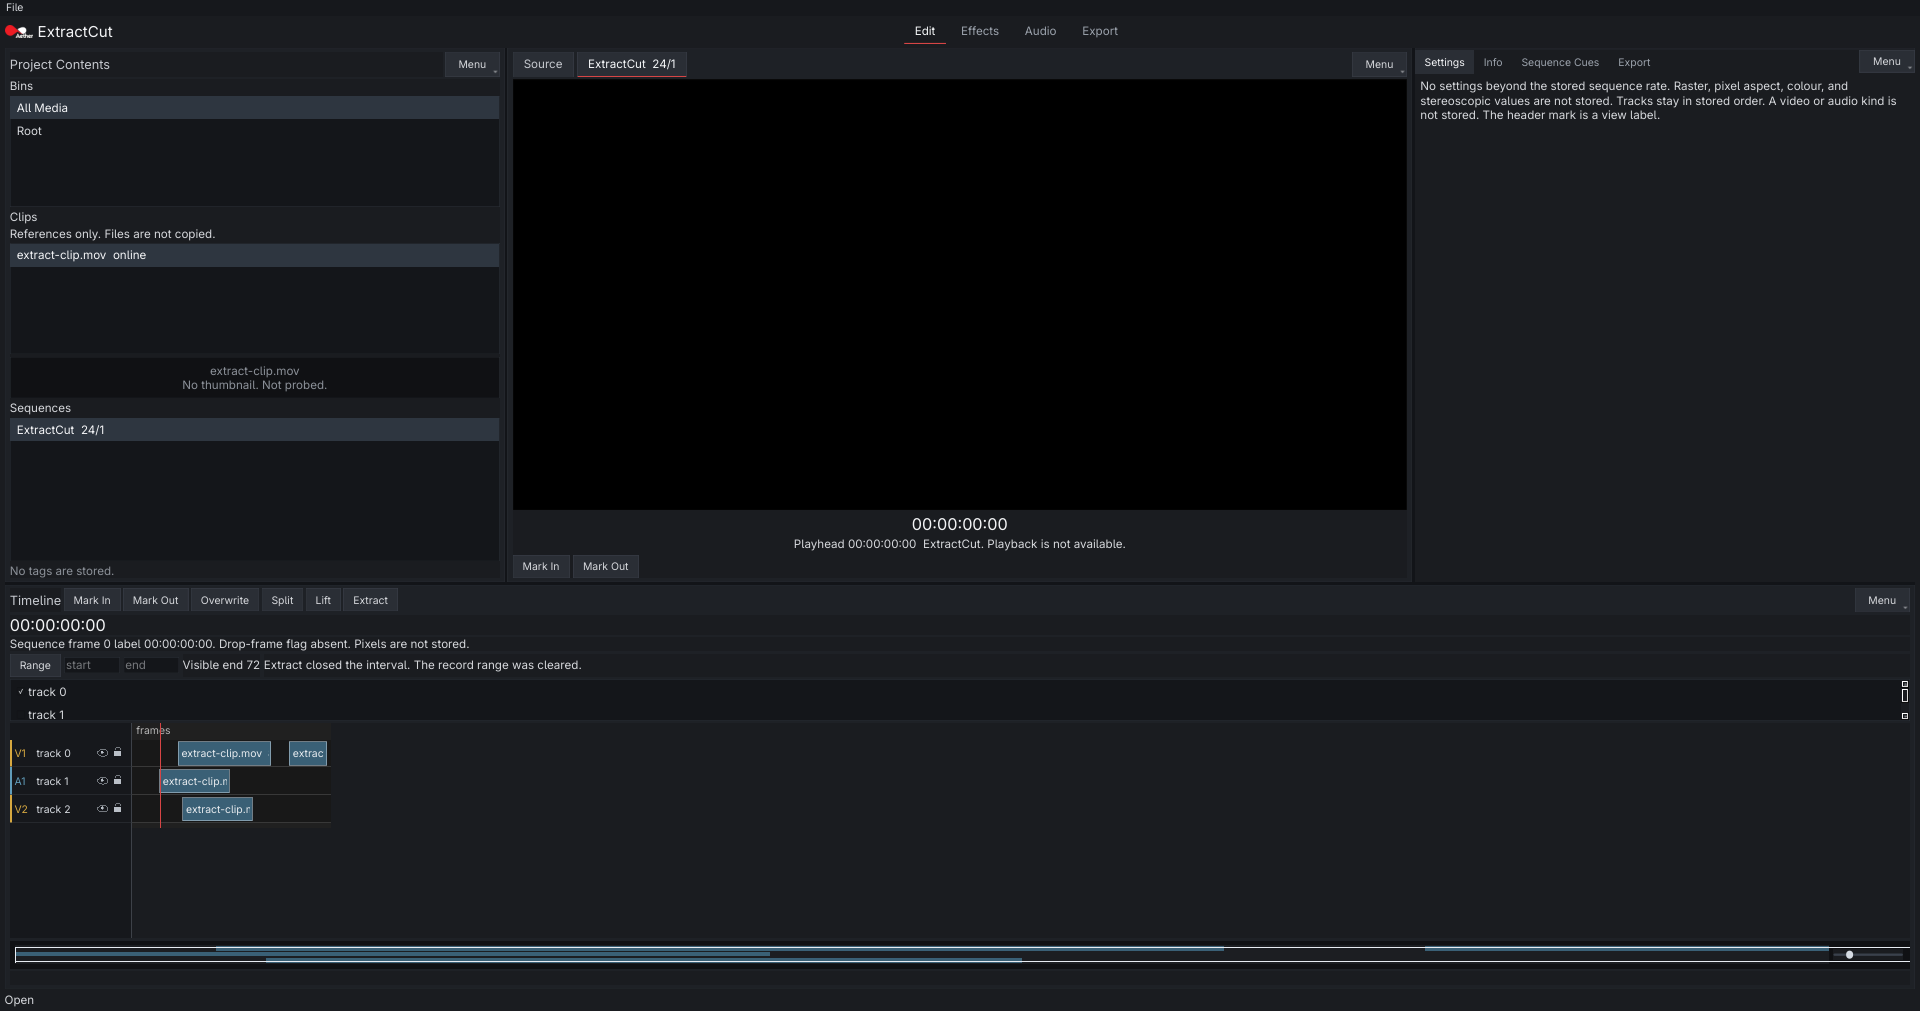 File
Aether ExtractCut
Edit Effects Audio Export
Project Contents Menu
Bins
All Media
Root
Clips
References only. Files are not copied.
extract-clip.mov online
extract-clip.mov
No thumbnail. Not probed.
Sequences
ExtractCut 24/1
No tags are stored.
Source ExtractCut 24/1 Menu
00:00:00:00
Playhead 00:00:00:00 ExtractCut. Playback is not available.
Mark In Mark Out
Settings Info Sequence Cues Export Menu
No settings beyond the stored sequence rate. Raster, pixel aspect, colour, and
stereoscopic values are not stored. Tracks stay in stored order. A video or audio kind is
not stored. The header mark is a view label.
Timeline Mark In Mark Out Overwrite Split Lift Extract Menu
00:00:00:00
Sequence frame 0 label 00:00:00:00. Drop-frame flag absent. Pixels are not stored.
Range start end Visible end 72 Extract closed the interval. The record range was cleared.
✓ track 0
track 1
frames
V1 track 0 extract-clip.mov extrac
A1 track 1 extract-clip.m
V2 track 2 extract-clip.m
Open